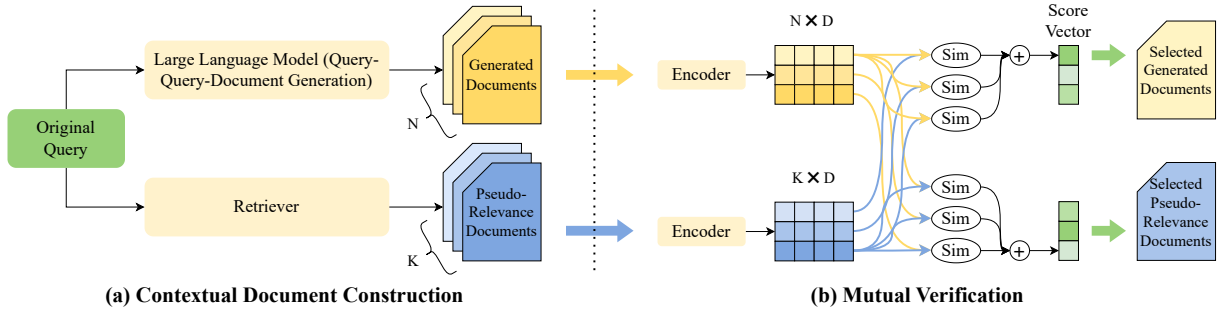 Original
Query
Large Language Model (Query-
Query-Document Generation)
Retriever
Generated
Documents
N
Pseudo-
Relevance
Documents
K
(a) Contextual Document Construction
Encoder
N × D
Sim
Sim
Sim
+
Score
Vector
Selected
Generated
Documents
Encoder
K × D
Sim
Sim
Sim
+
Selected
Pseudo-
Relevance
Documents
(b) Mutual Verification